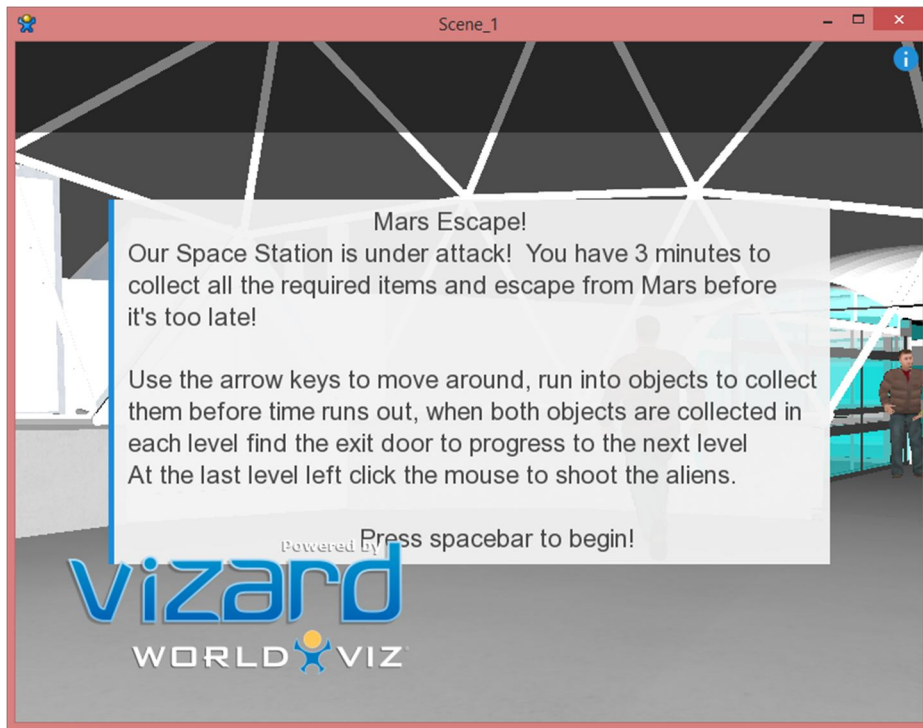 Scene_1
Mars Escape!
Our Space Station is under attack!  You have 3 minutes to
collect all the required items and escape from Mars before
it's too late!
Use the arrow keys to move around, run into objects to collect
them before time runs out, when both objects are collected in
each level find the exit door to progress to the next level
At the last level left click the mouse to shoot the aliens.
Press spacebar to begin!
Powered by
vizard
WORLD VIZ